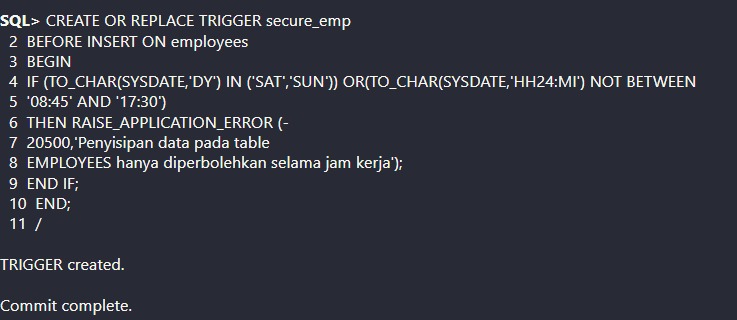 SQL> CREATE OR REPLACE TRIGGER secure_emp
2 BEFORE INSERT ON employees
3 BEGIN
4 IF (TO_CHAR(SYSDATE,'DY') IN ('SAT','SUN')) OR(TO_CHAR(SYSDATE,'HH24:MI') NOT BETWEEN
5 '08:45' AND '17:30')
6 THEN RAISE_APPLICATION_ERROR (-
7 20500,'Penyisipan data pada table
8 EMPLOYEES hanya diperbolehkan selama jam kerja');
9 END IF;
10 END;
11 /
TRIGGER created.
Commit complete.